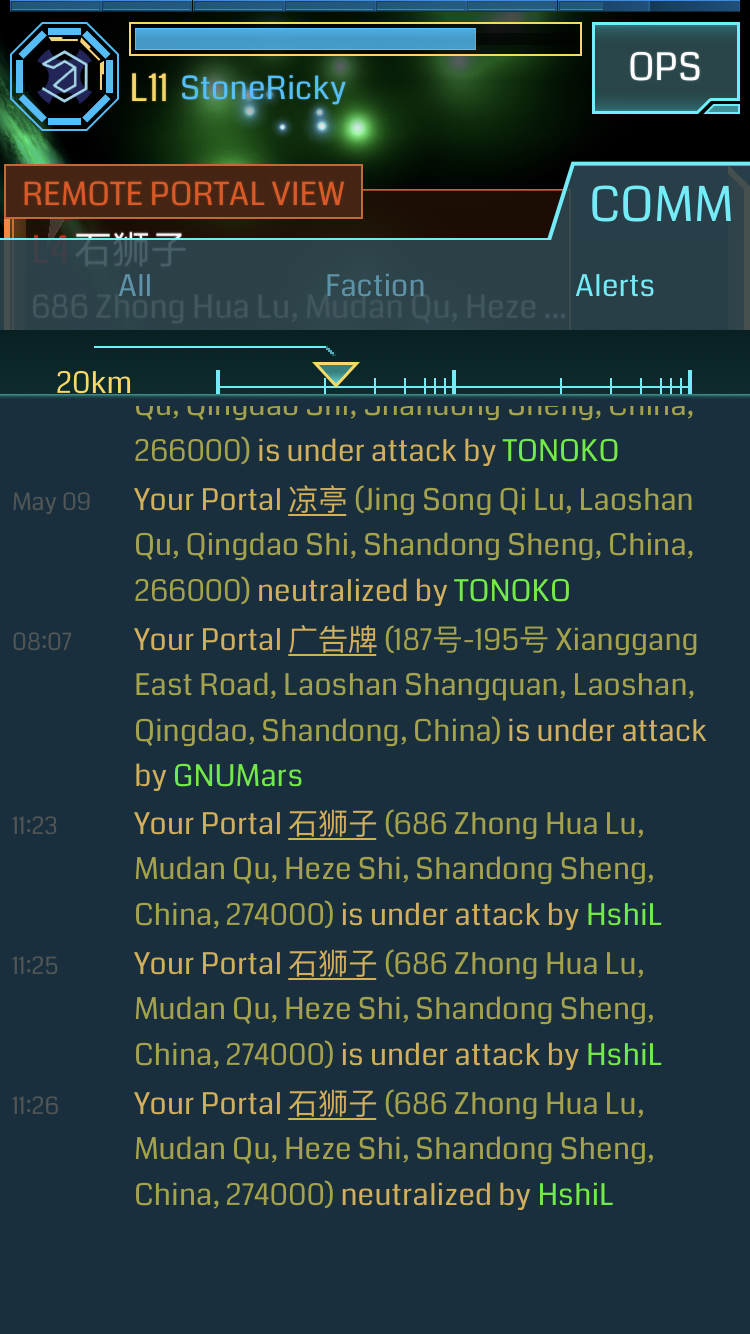 L11 StoneRicky
OPS
REMOTE PORTAL VIEW
COMM
L4 石狮子
All Faction Alerts
686 Zhong Hua Lu, Mudan Qu, Heze ...
20km
Qu, Qingdao Shi, Shandong Sheng, China,
266000) is under attack by TONOKO
May 09 Your Portal 凉亭 (Jing Song Qi Lu, Laoshan
Qu, Qingdao Shi, Shandong Sheng, China,
266000) neutralized by TONOKO
08:07 Your Portal 广告牌 (187号-195号 Xianggang
East Road, Laoshan Shangquan, Laoshan,
Qingdao, Shandong, China) is under attack
by GNUMars
11:23 Your Portal 石狮子 (686 Zhong Hua Lu,
Mudan Qu, Heze Shi, Shandong Sheng,
China, 274000) is under attack by HshiL
11:25 Your Portal 石狮子 (686 Zhong Hua Lu,
Mudan Qu, Heze Shi, Shandong Sheng,
China, 274000) is under attack by HshiL
11:26 Your Portal 石狮子 (686 Zhong Hua Lu,
Mudan Qu, Heze Shi, Shandong Sheng,
China, 274000) neutralized by HshiL